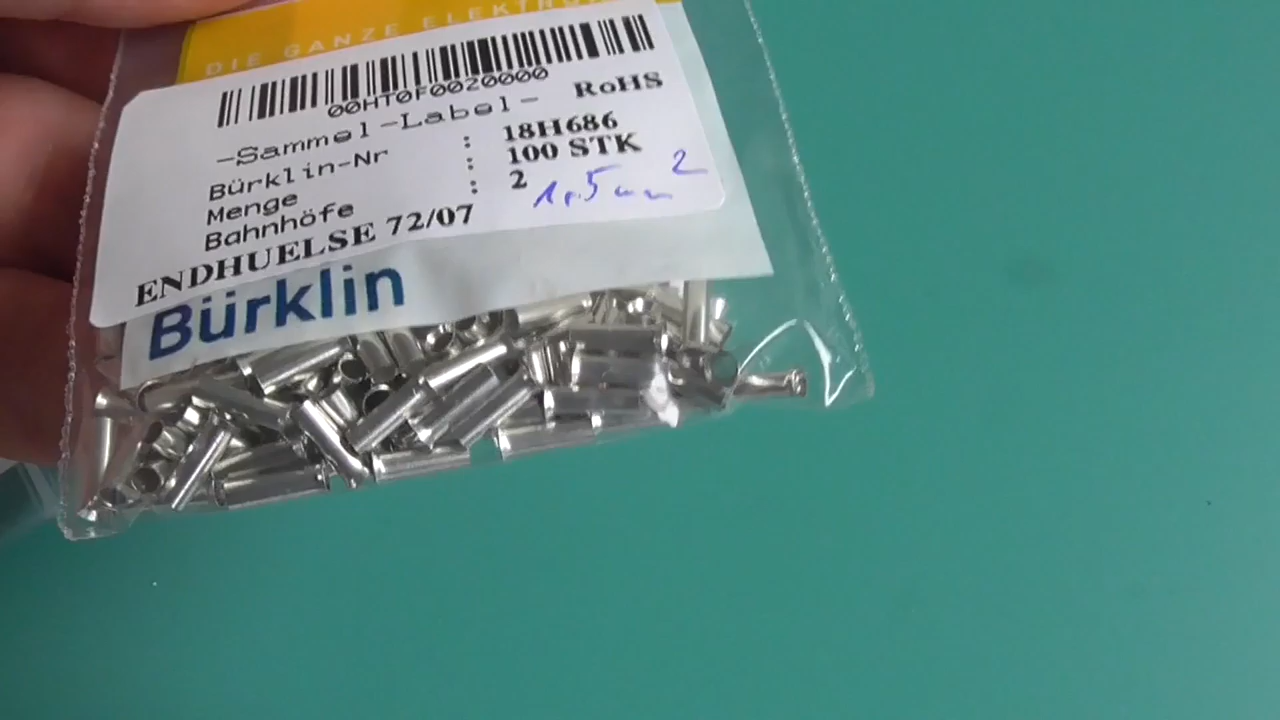 DIE GANZE ELEKTRO
00HT0F0020000
-Sammel-Label- RoHS
Bürklin-Nr : 18H686
Menge : 100 STK
Bahnhöfe : 2
1,5mm²
ENDHUELSE 72/07
Bürklin